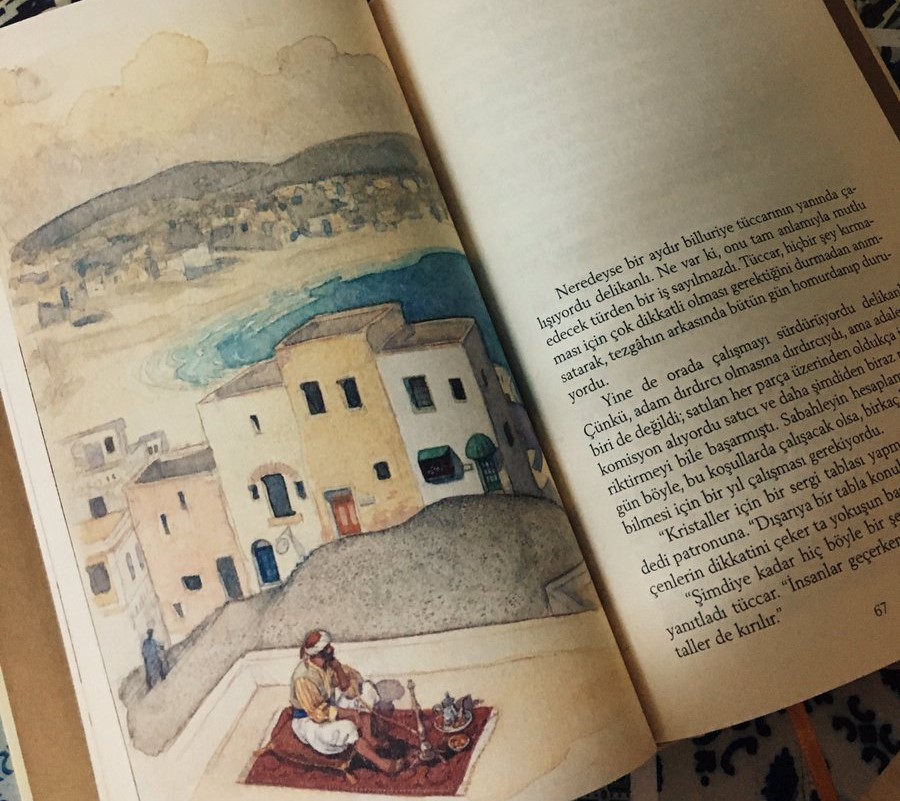 Neredeyse bir aydır billuriye tüccarının yanında ça-
lışıyordu delikanlı. Ne var ki, onu tam anlamıyla mutlu
edecek türden bir iş sayılmazdı. Tüccar, hiçbir şey kırma-
ması için çok dikkatli olması gerektiğini durmadan anım-
satarak, tezgâhın arkasında bütün gün homurdanıp duru-
yordu.
Yine de orada çalışmayı sürdürüyordu delikanl
Çünkü, adam dırdırcı olmasına dırdırcıydı, ama adale
biri de değildi; satılan her parça üzerinden oldukça i
komisyon alıyordu satıcı ve daha şimdiden biraz
riktirmeyi bile başarmıştı. Sabahleyin hesaplam
gün böyle, bu koşullarda çalışacak olsa, birkaç
bilmesi için bir yıl çalışması gerekiyordu.
"Kristaller için bir sergi tablası yapm
dedi patronuna. "Dışarıya bir tabla konul
çenlerin dikkatini çeker ta yokuşun ba
"Şimdiye kadar hiç böyle bir şe
yanıtladı tüccar. "İnsanlar geçerken
taller de kırılır."
67